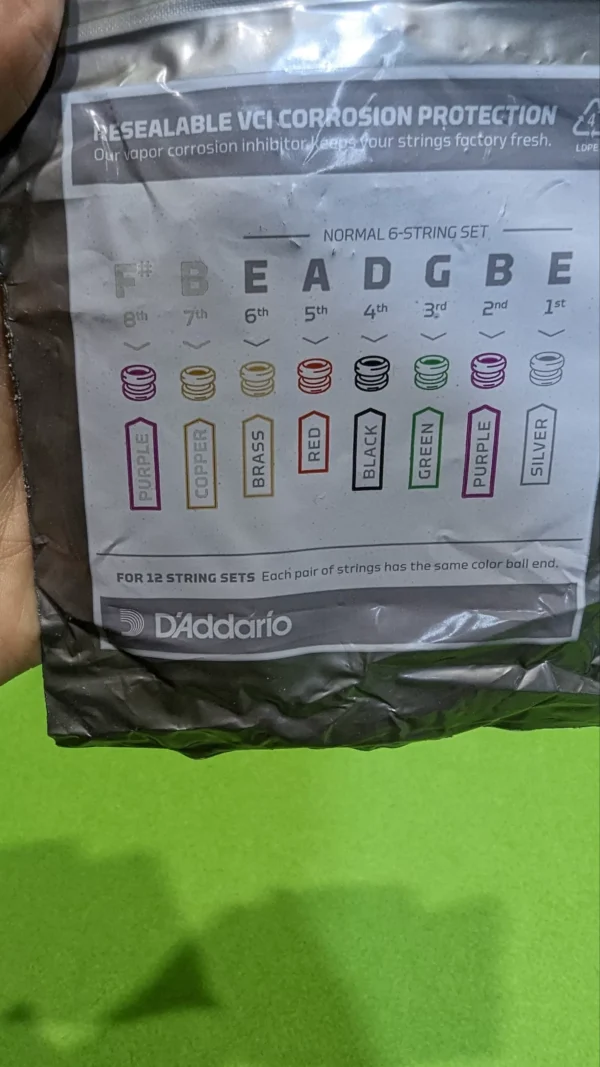 RESEALABLE VCI CORROSION PROTECTION
Our vapor corrosion inhibitor keeps your strings factory fresh.
4
LDPE
NORMAL 6-STRING SET
F# B E A D G B E
8th 7th 6th 5th 4th 3rd 2nd 1st
PURPLE COPPER BRASS RED BLACK GREEN PURPLE SILVER
FOR 12 STRING SETS Each pair of strings has the same color ball end.
D'Addario